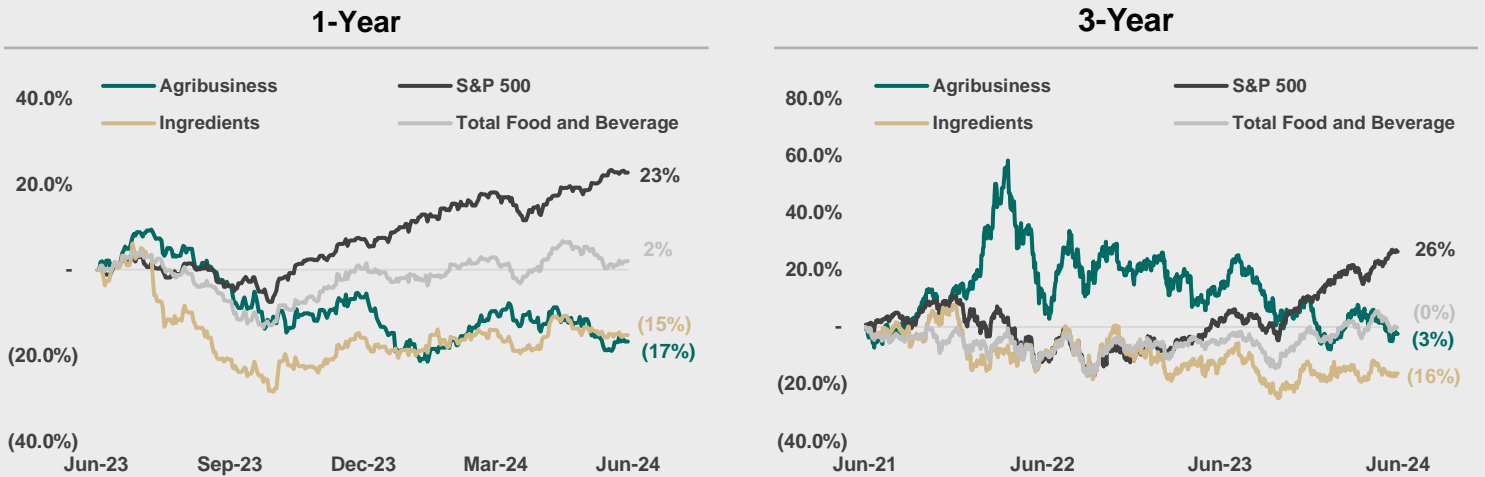 1-Year
Agribusiness
S&P 500
Ingredients
Total Food and Beverage
40.0%
20.0%
-
(20.0%)
(40.0%)
23%
2%
(15%)
(17%)
Jun-23
Sep-23
Dec-23
Mar-24
Jun-24
3-Year
Agribusiness
S&P 500
Ingredients
Total Food and Beverage
80.0%
60.0%
40.0%
20.0%
-
(20.0%)
(40.0%)
26%
(0%)
(3%)
(16%)
Jun-21
Jun-22
Jun-23
Jun-24